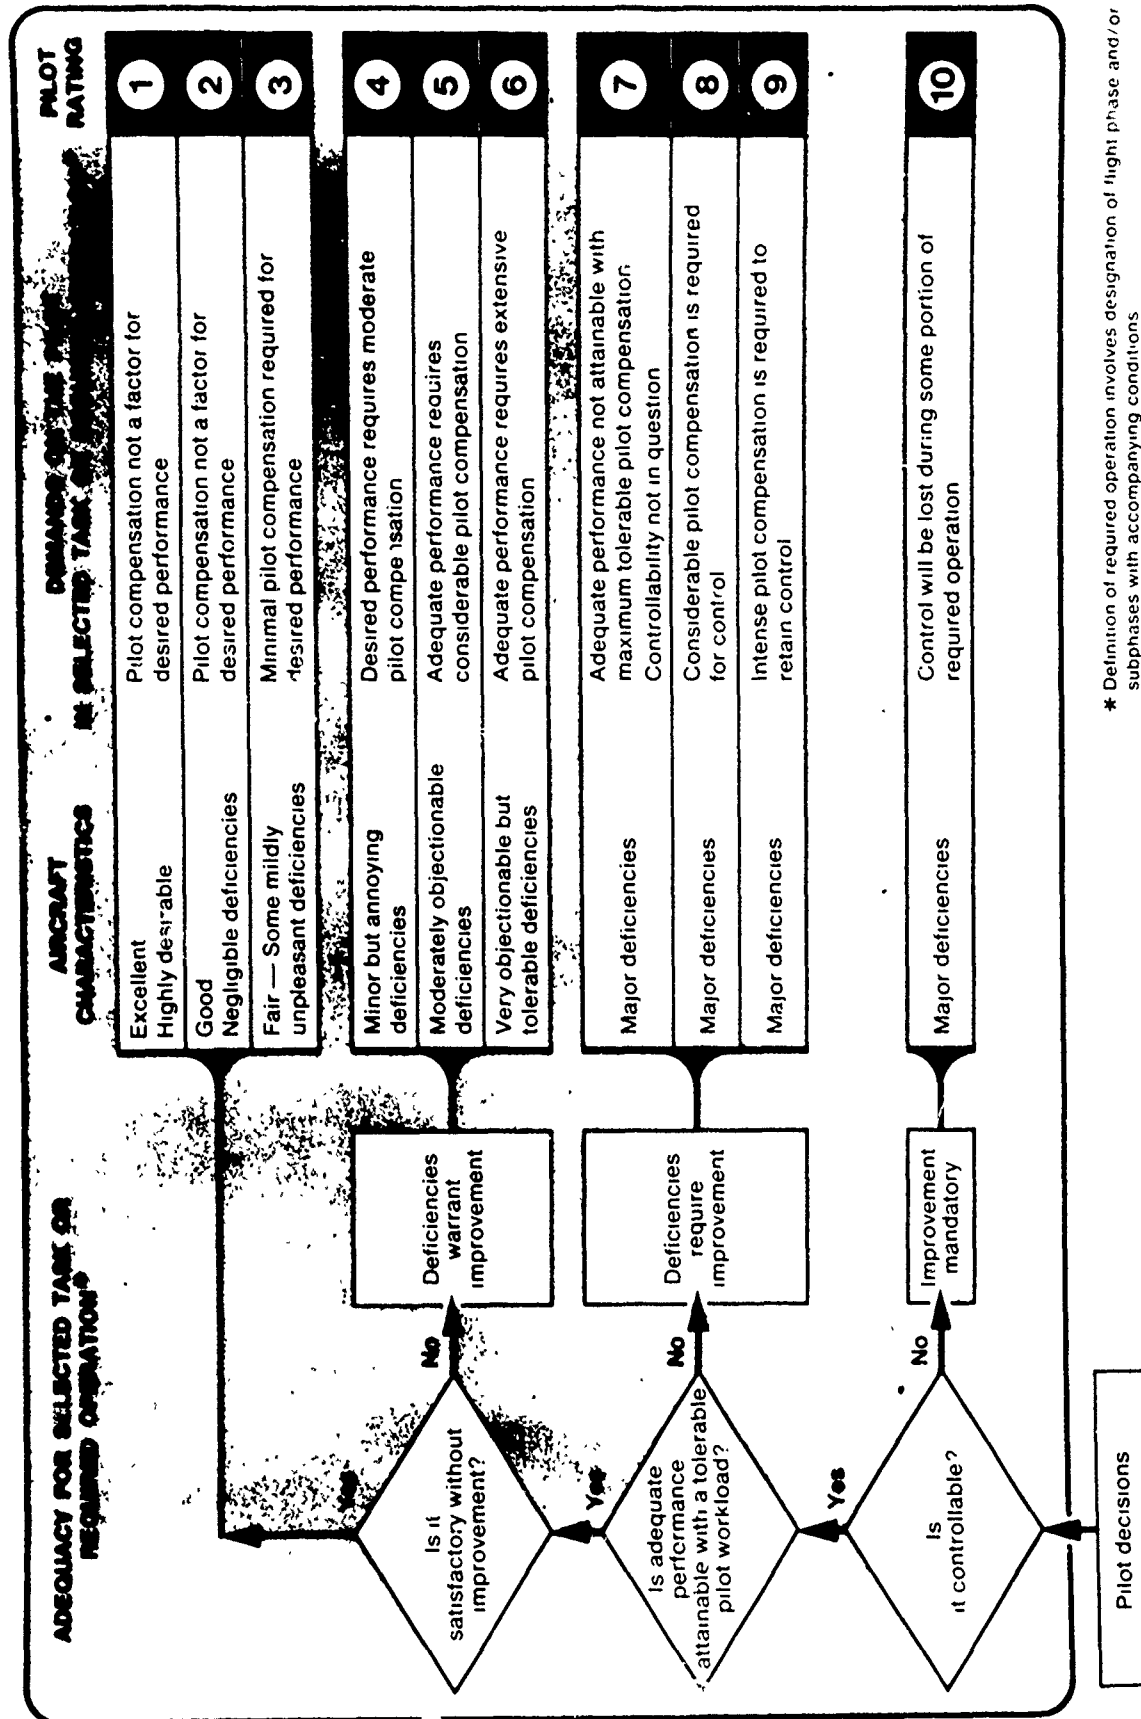 ADEQUACY FOR SELECTED TASK OR
REQUIRED OPERATION*
AIRCRAFT
CHARACTERISTICS
DEMANDS ON THE
IN SELECTED TASK OR
PILOT
RATING
Excellent
Highly desirable
Pilot compensation not a factor for
desired performance
1
Good
Negligible deficiencies
Pilot compensation not a factor for
desired performance
2
Fair — Some mildly
unpleasant deficiencies
Minimal pilot compensation required for
desired performance
3
Yes
Is it
satisfactory without
improvement?
No
Deficiencies
warrant
improvement
Minor but annoying
deficiencies
Desired performance requires moderate
pilot compensation
4
Moderately objectionable
deficiencies
Adequate performance requires
considerable pilot compensation
5
Very objectionable but
tolerable deficiencies
Adequate performance requires extensive
pilot compensation
6
Yes
Is adequate
performance
attainable with a tolerable
pilot workload?
No
Deficiencies
require
improvement
Major deficiencies
Adequate performance not attainable with
maximum tolerable pilot compensation
Controllability not in question
7
Major deficiencies
Considerable pilot compensation is required
for control
8
Major deficiencies
Intense pilot compensation is required to
retain control
9
Yes
Is
it controllable?
No
Improvement
mandatory
Major deficiencies
Control will be lost during some portion of
required operation
10
Pilot decisions
* Definition of required operation involves designation of flight phase and/or
subphases with accompanying conditions